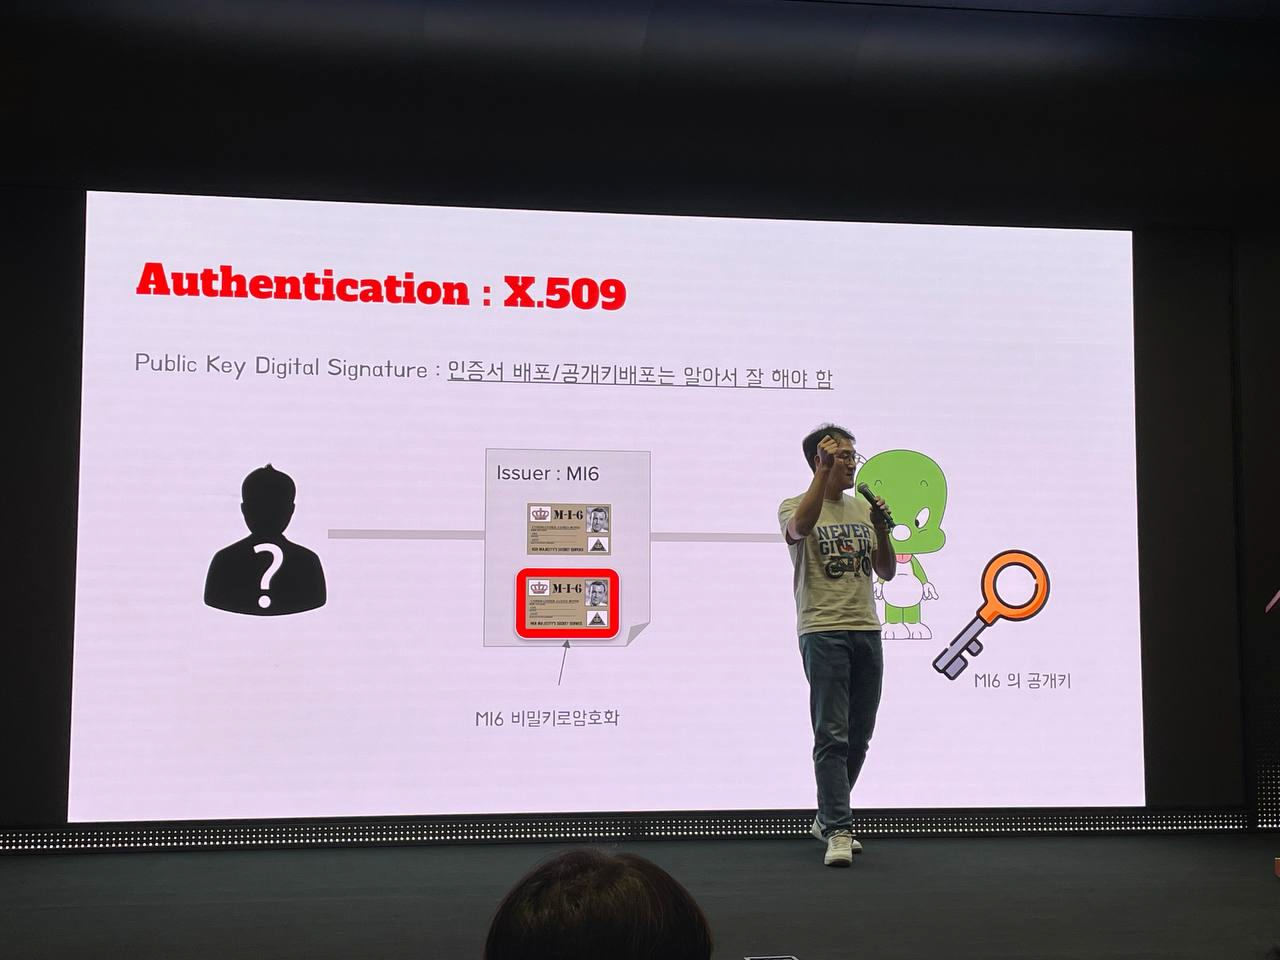 Authentication : X.509
Public Key Digital Signature : 인증서 배포/공개키배포는 알아서 잘 해야 함
Issuer : MI6
M-I-6
HER MAJESTY'S SECRET SERVICE
M-I-6
HER MAJESTY'S SECRET SERVICE
NEVER
GIVE UP
MI6 의 공개키
MI6 비밀키로암호화